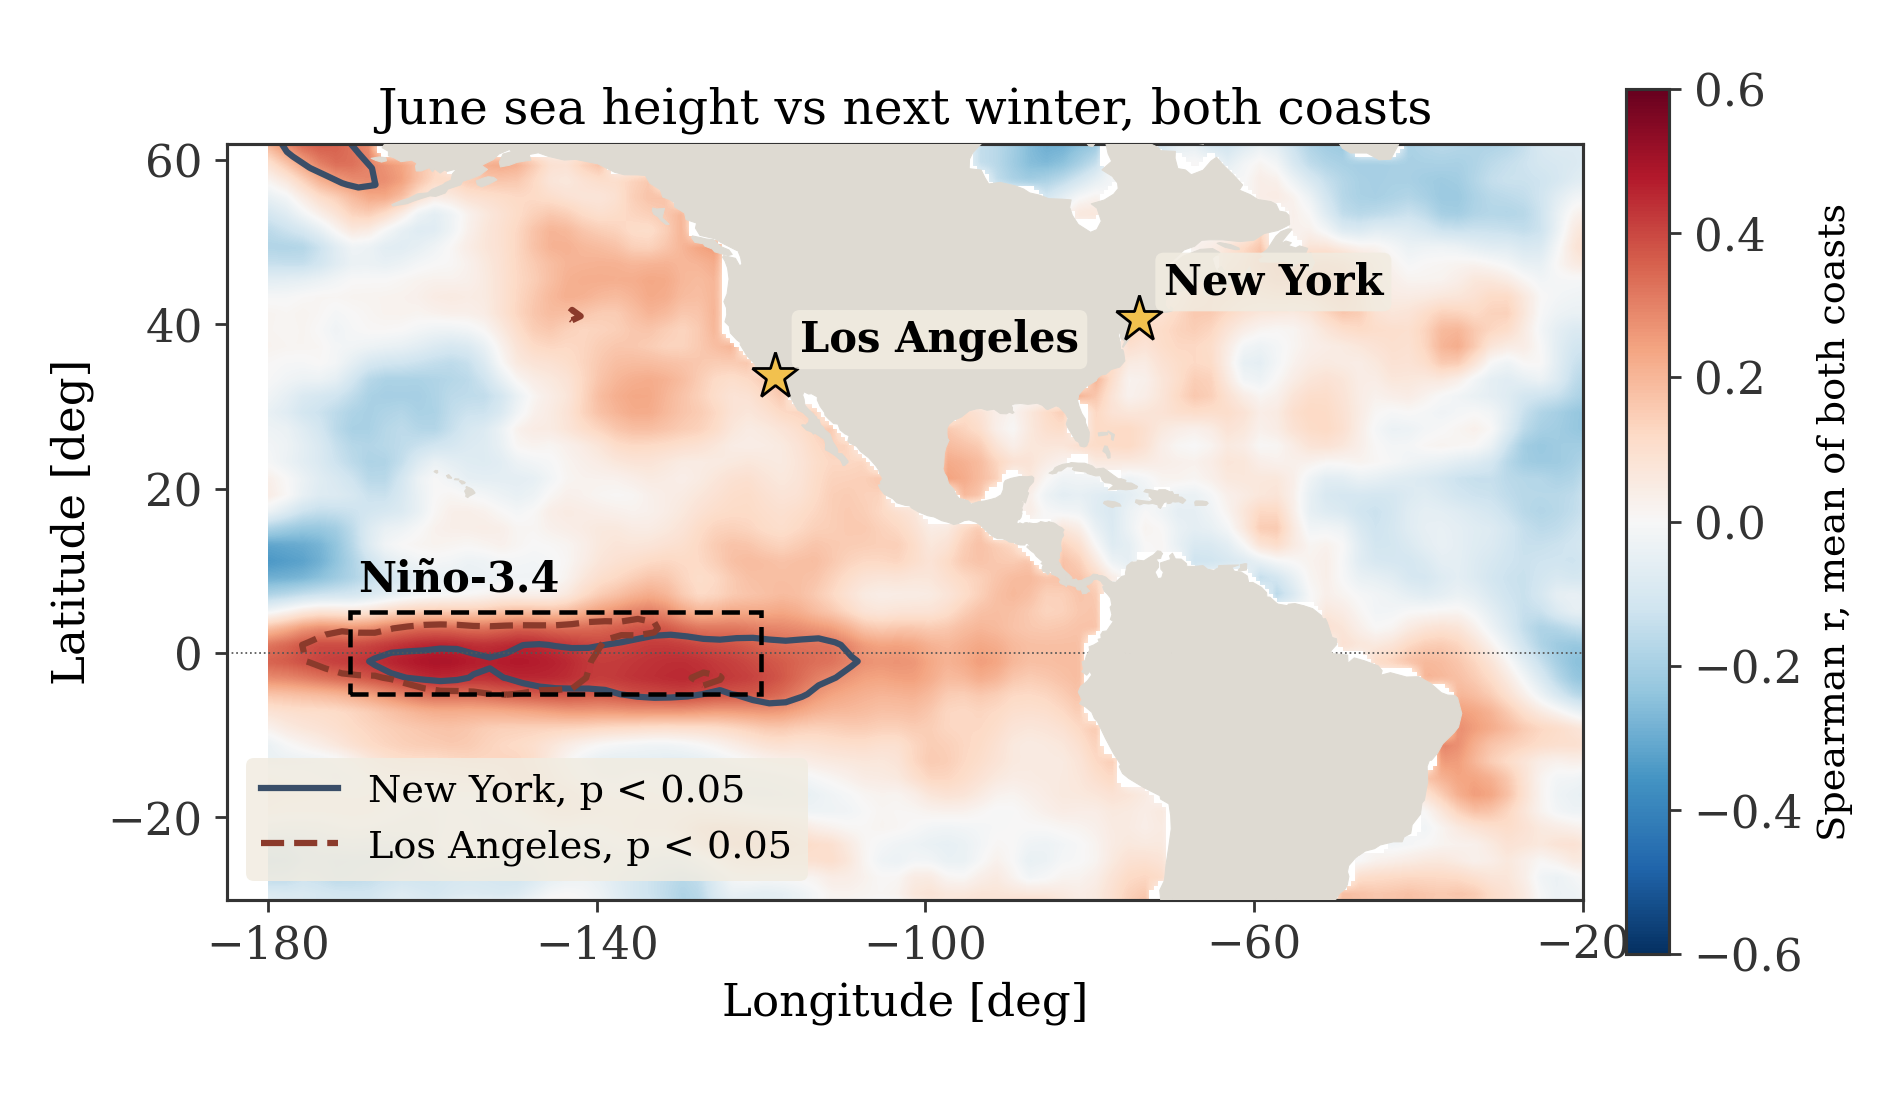 June sea height vs next winter, both coasts
60
40
20
0
−20
Latitude [deg]
New York
Los Angeles
Niño-3.4
New York, p < 0.05
Los Angeles, p < 0.05
−180
−140
−100
−60
−20
Longitude [deg]
0.6
0.4
0.2
0.0
−0.2
−0.4
−0.6
Spearman r, mean of both coasts